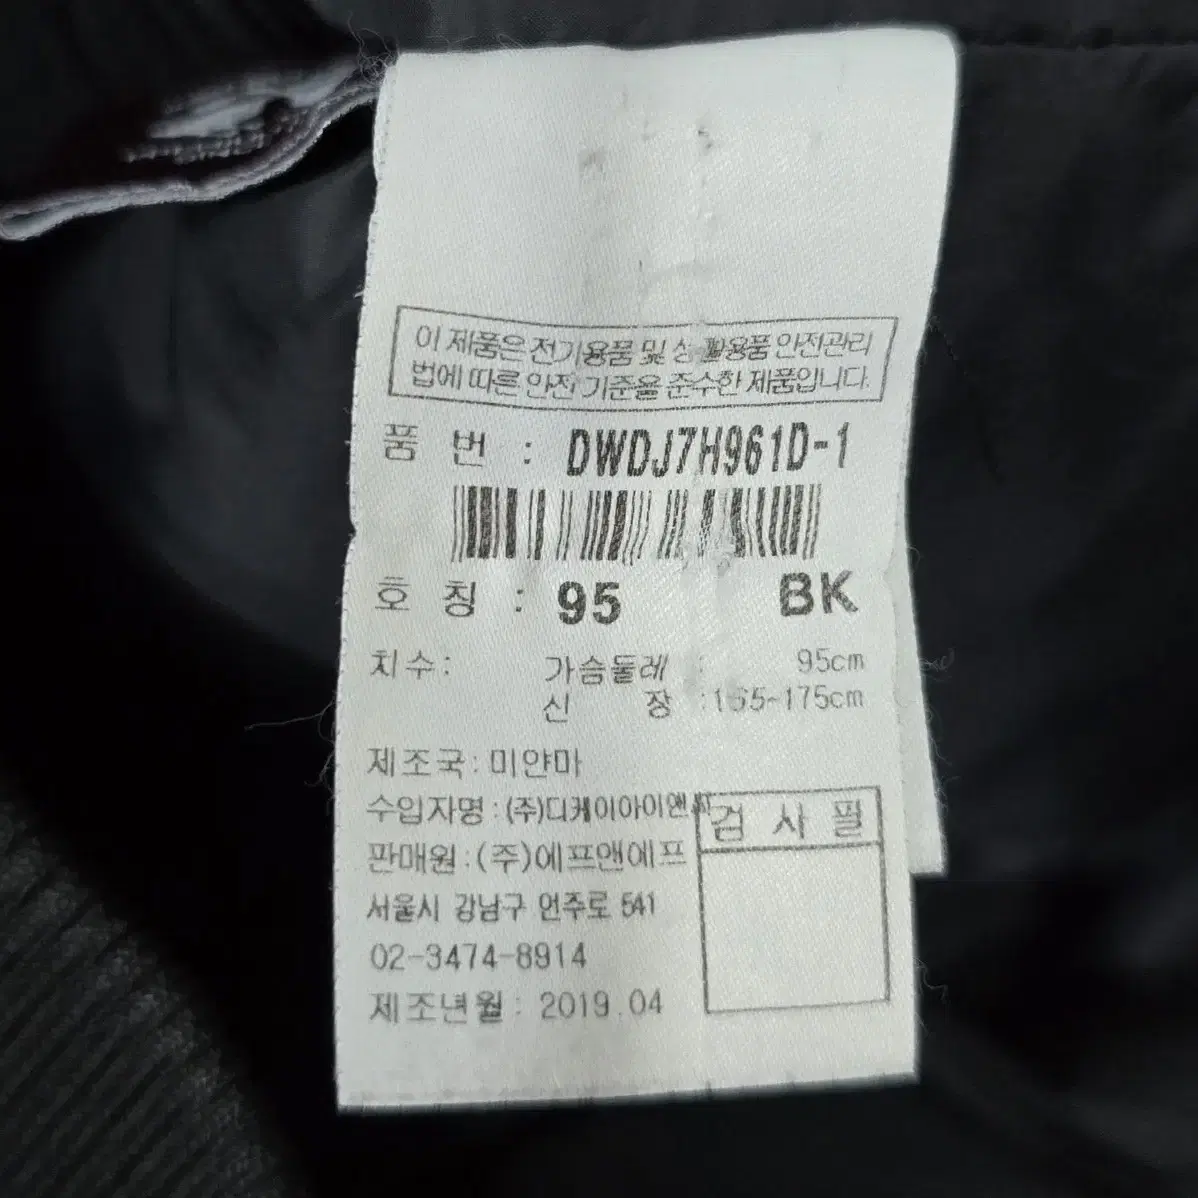 이 제품은 전기용품 및 생활용품 안전관리
법에 따른 안전 기준을 준수한 제품입니다.
품 번 : DWDJ7H961D-1
호 칭 : 95 BK
치수: 가슴둘레 : 95cm
신 장 :165~175cm
제조국: 미얀마
수입자명 : (주)디케이아이앤지
검 사 필
판매원 : (주)에프앤에프
서울시 강남구 언주로 541
02-3474-8914
제조년월 : 2019.04